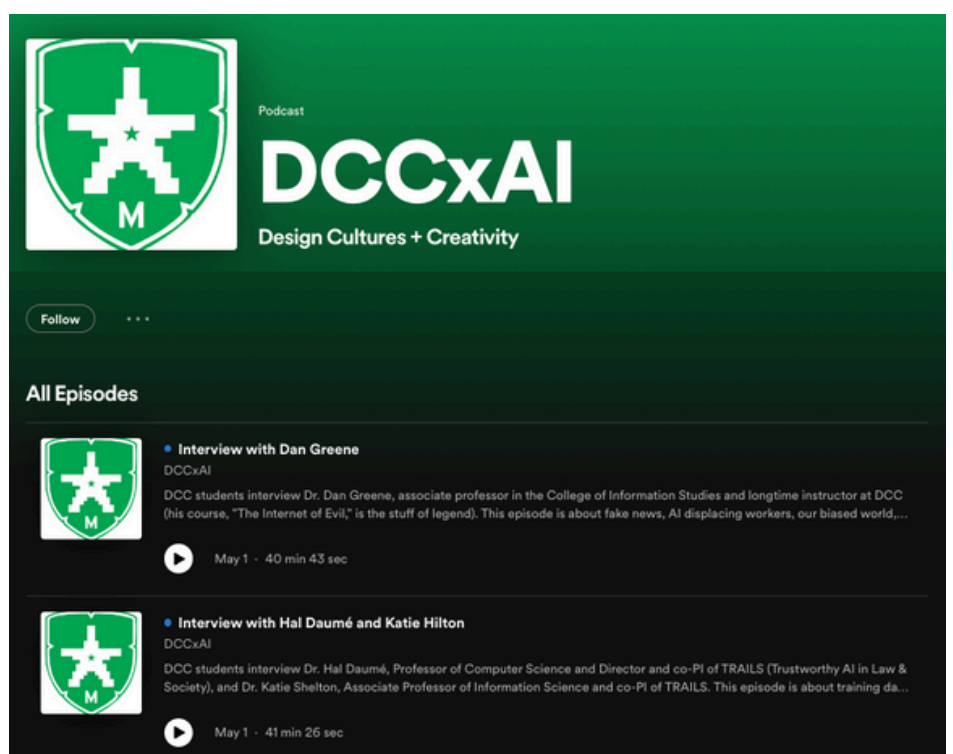 M
Podcast
DCCxAI
Design Cultures + Creativity
Follow
All Episodes
M
Interview with Dan Greene
DCCxAI
DCC students interview Dr. Dan Greene, associate professor in the College of Information Studies and longtime instructor at DCC
(his course, "The Internet of Evil," is the stuff of legend). This episode is about fake news, AI displacing workers, our biased world,...
May 1 · 40 min 43 sec
M
Interview with Hal Daumé and Katie Hilton
DCCxAI
DCC students interview Dr. Hal Daumé, Professor of Computer Science and Director and co-PI of TRAILS (Trustworthy AI in Law &
Society), and Dr. Katie Shelton, Associate Professor of Information Science and co-PI of TRAILS. This episode is about training da...
May 1 · 41 min 26 sec